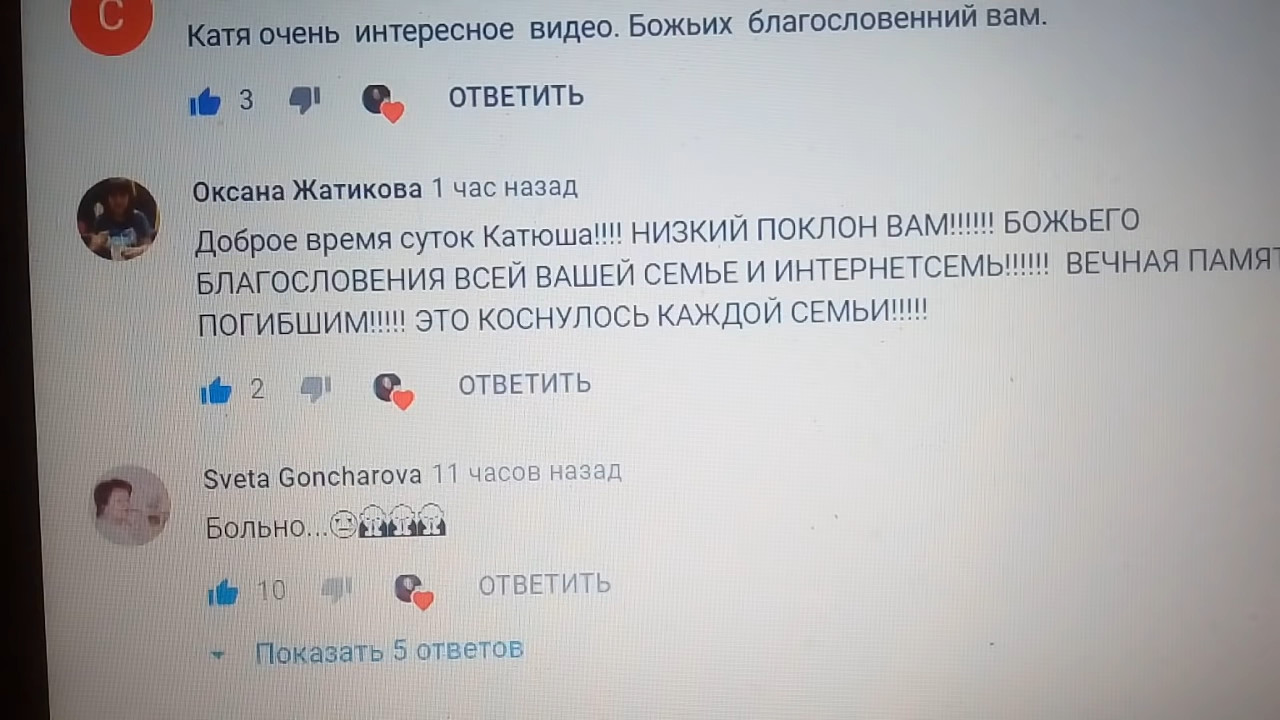 С
Катя очень интересное видео. Божьих благословенний вам.
3
ОТВЕТИТЬ
Оксана Жатикова 1 час назад
Доброе время суток Катюша!!!! НИЗКИЙ ПОКЛОН ВАМ!!!!!! БОЖЬЕГО
БЛАГОСЛОВЕНИЯ ВСЕЙ ВАШЕЙ СЕМЬЕ И ИНТЕРНЕТСЕМЬ!!!!!! ВЕЧНАЯ ПАМЯТ
ПОГИБШИМ!!!!! ЭТО КОСНУЛОСЬ КАЖДОЙ СЕМЬИ!!!!!
2
ОТВЕТИТЬ
Sveta Goncharova 11 часов назад
Больно...
10
ОТВЕТИТЬ
Показать 5 ответов